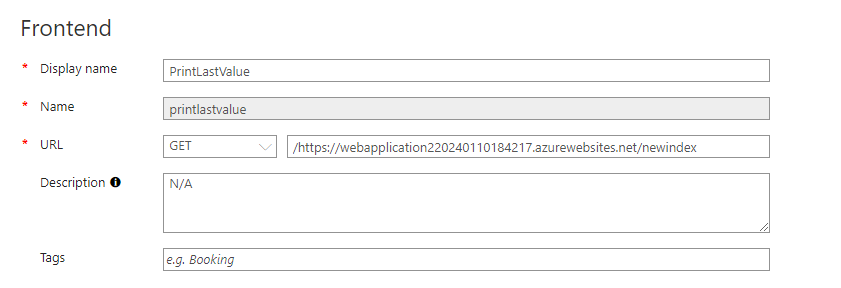 Frontend
* Display name PrintLastValue
* Name printlastvalue
* URL GET /https://webapplication220240110184217.azurewebsites.net/newindex
Description N/A
Tags e.g. Booking